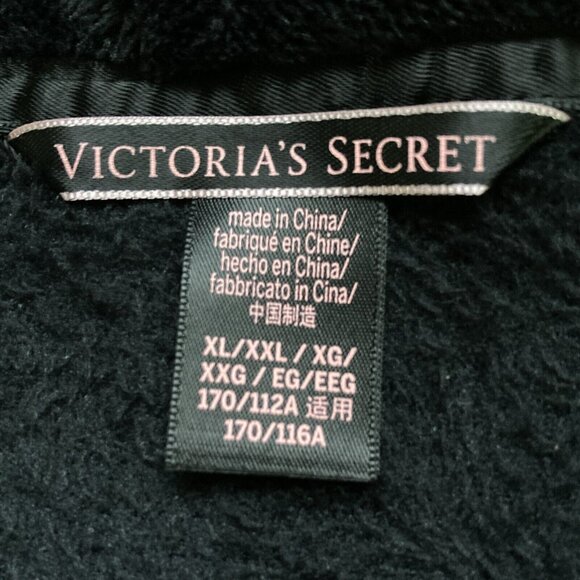 VICTORIA'S SECRET
made in China/
fabriqué en Chine/
hecho en China/
fabbricato in Cina/
中国制造
XL/XXL / XG/
XXG / EG/EEG
170/112A 适用
170/116A